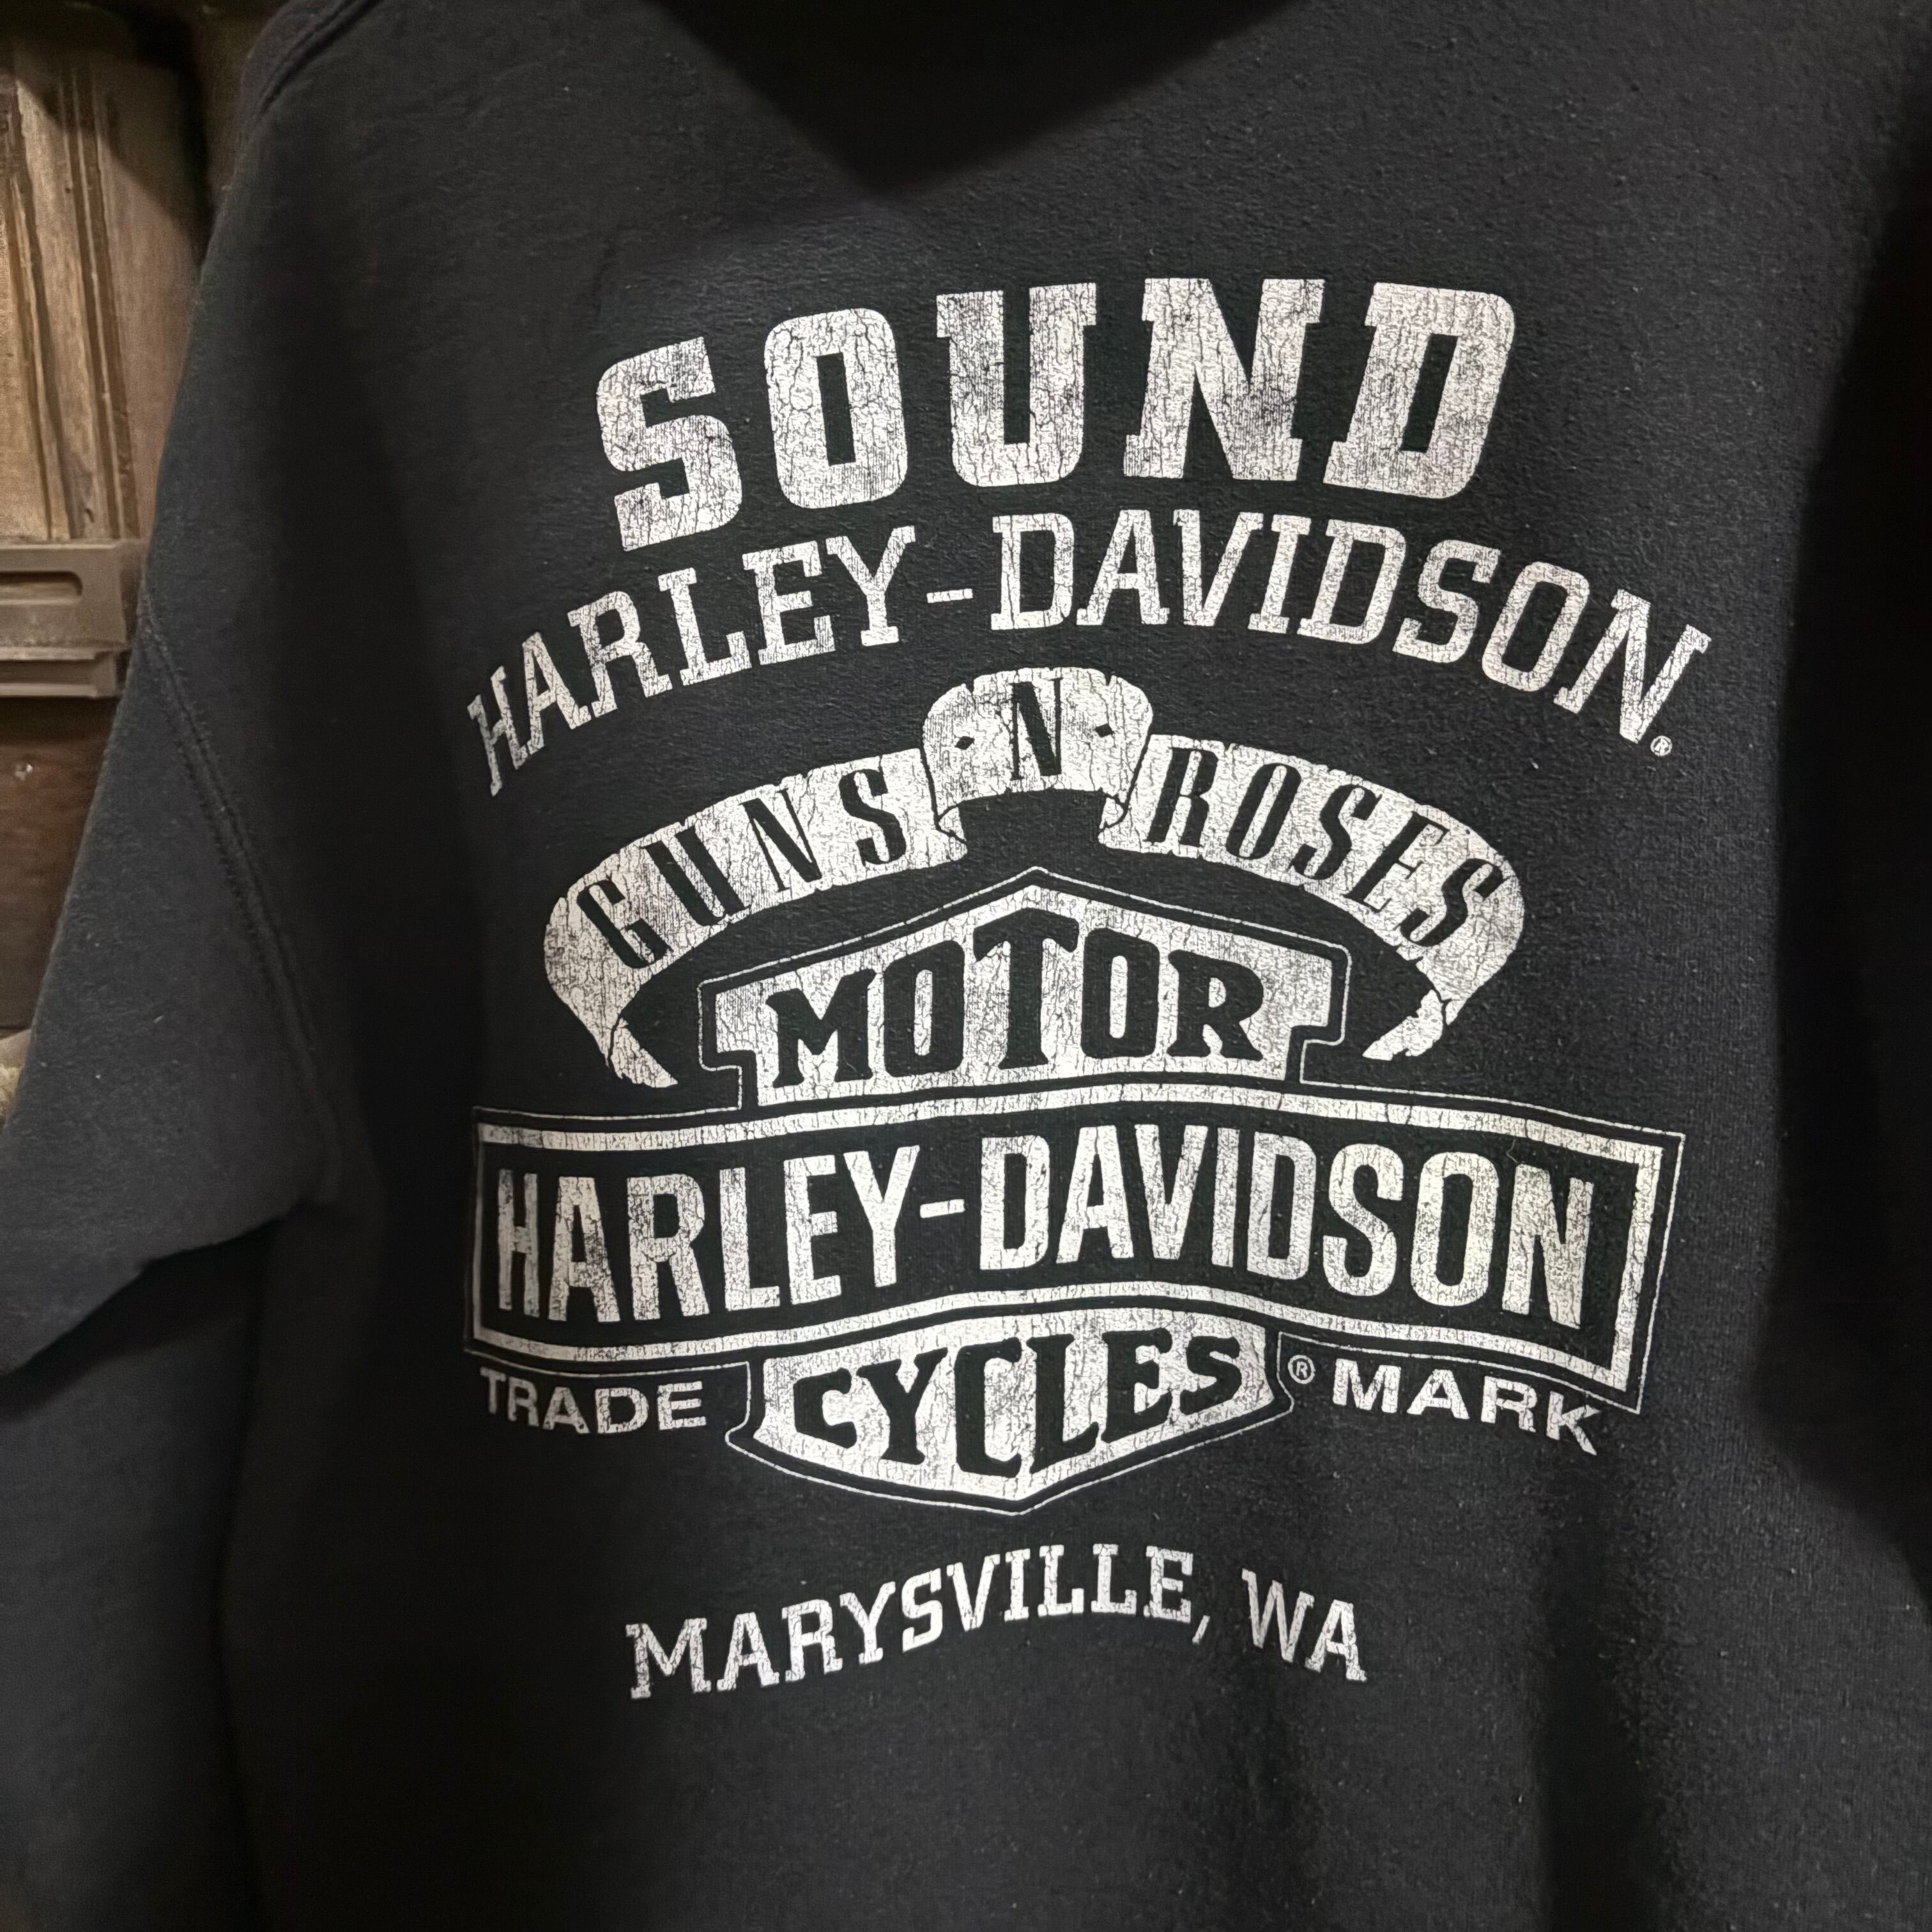 SOUND
HARLEY-DAVIDSON®
GUNS N ROSES
MOTOR
HARLEY-DAVIDSON
CYCLES
TRADE ® MARK
MARYSVILLE, WA